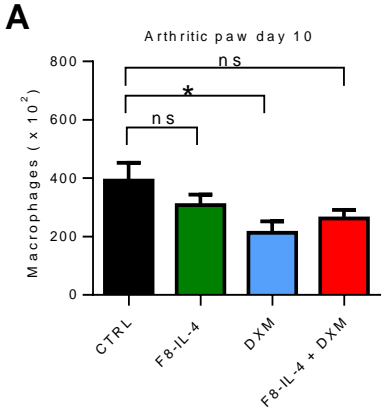 A
Arthritic paw day 10
Macrophages (x10²)
800
600
400
200
0
ns
*
ns
CTRL
F8-IL-4
DXM
F8-IL-4 + DXM